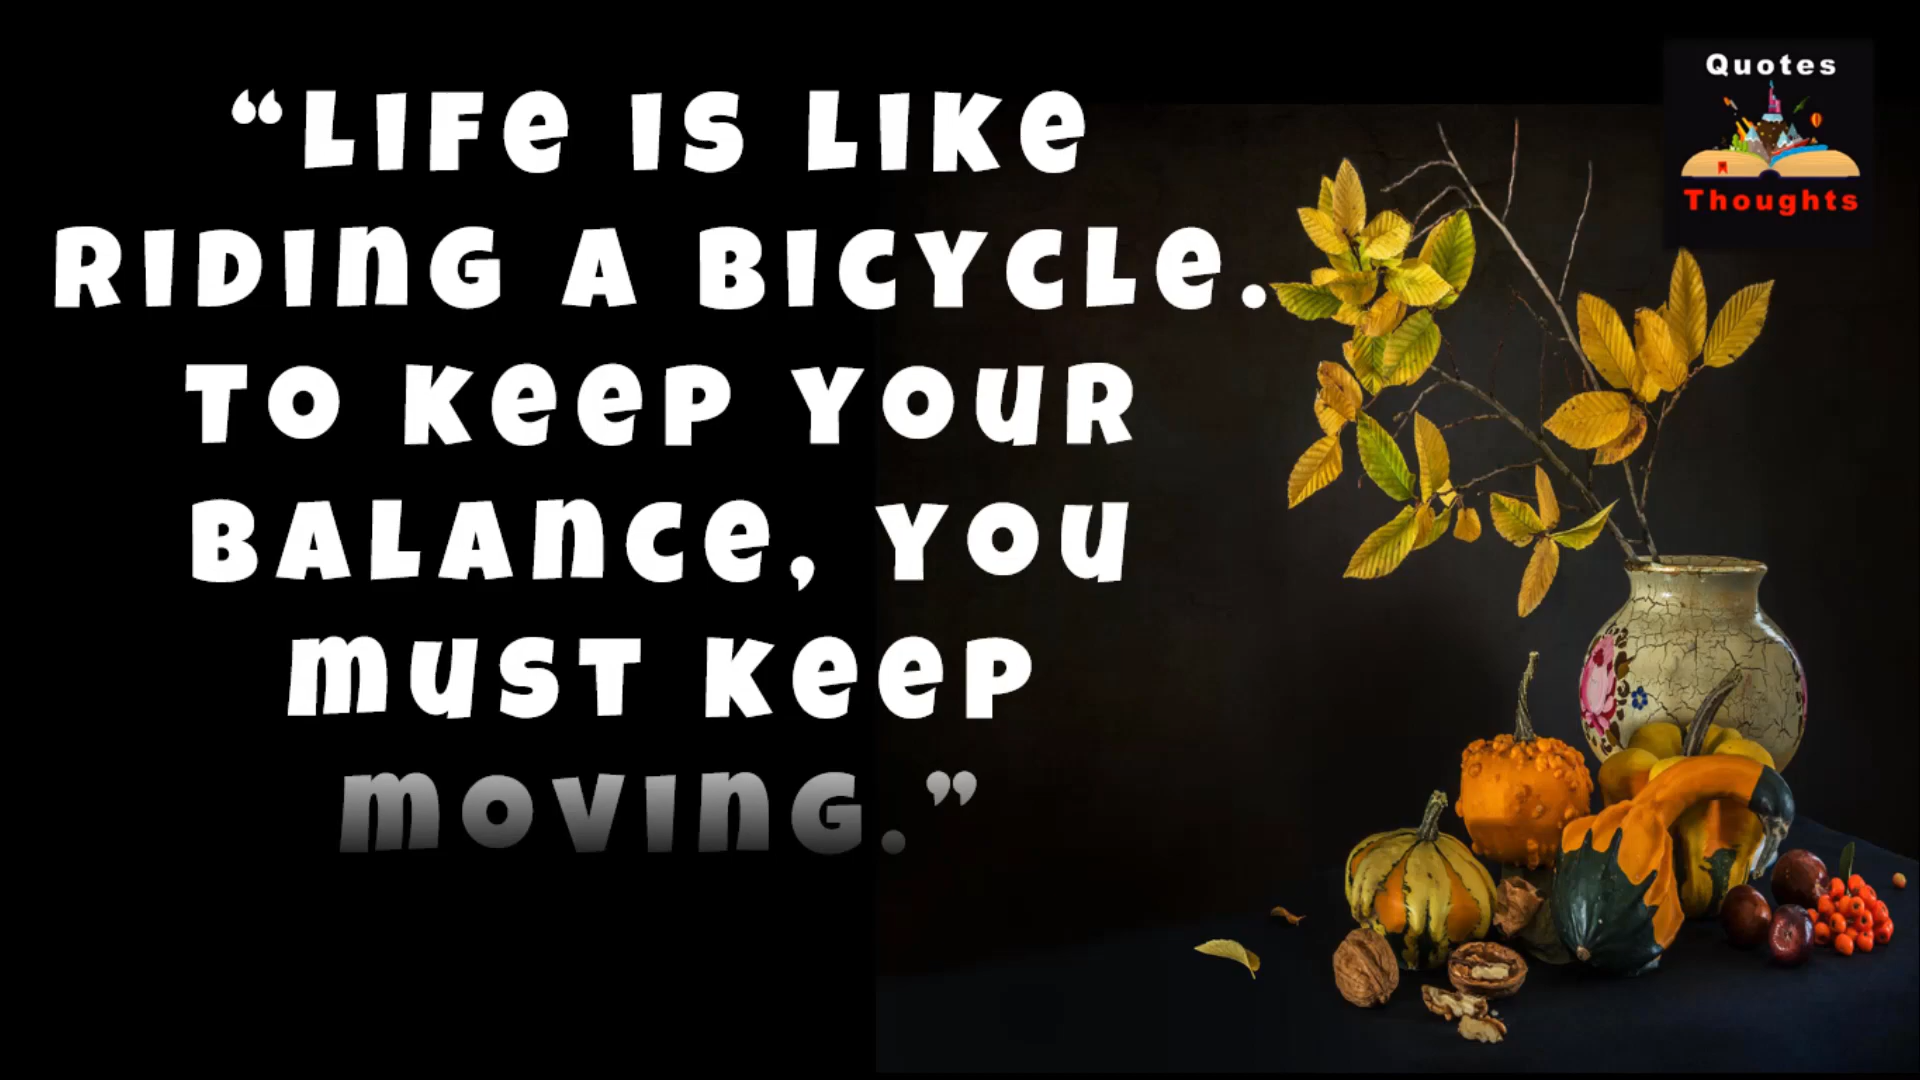 “Life is like
riding a bicycle.
To keep your
balance, you
must keep
moving.”
Quotes
Thoughts